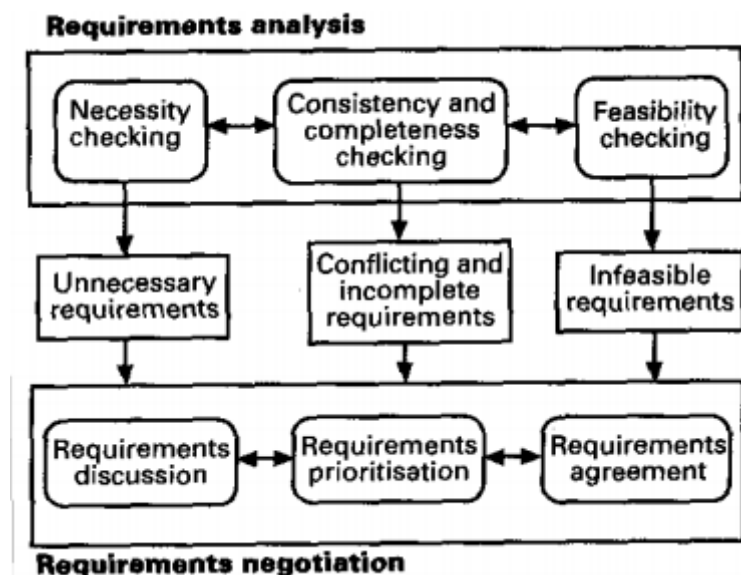 Requirements analysis
Necessity
checking
Consistency and
completeness
checking
Feasibility
checking
Unnecessary
requirements
Conflicting and
incomplete
requirements
Infeasible
requirements
Requirements
discussion
Requirements
prioritisation
Requirements
agreement
Requirements negotiation